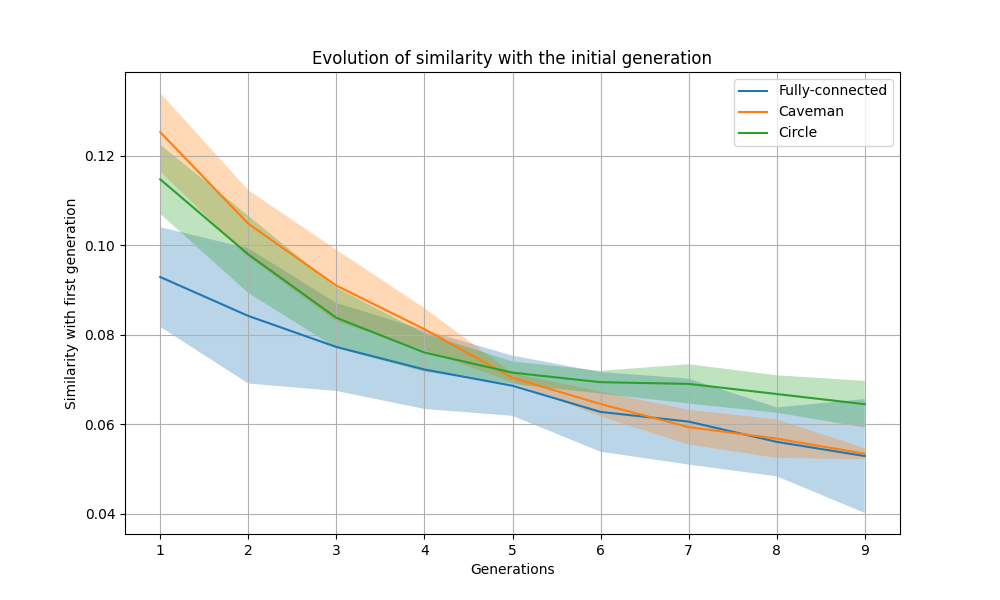 Evolution of similarity with the initial generation
Fully-connected
Caveman
Circle
Similarity with first generation
0.12
0.10
0.08
0.06
0.04
1 2 3 4 5 6 7 8 9
Generations